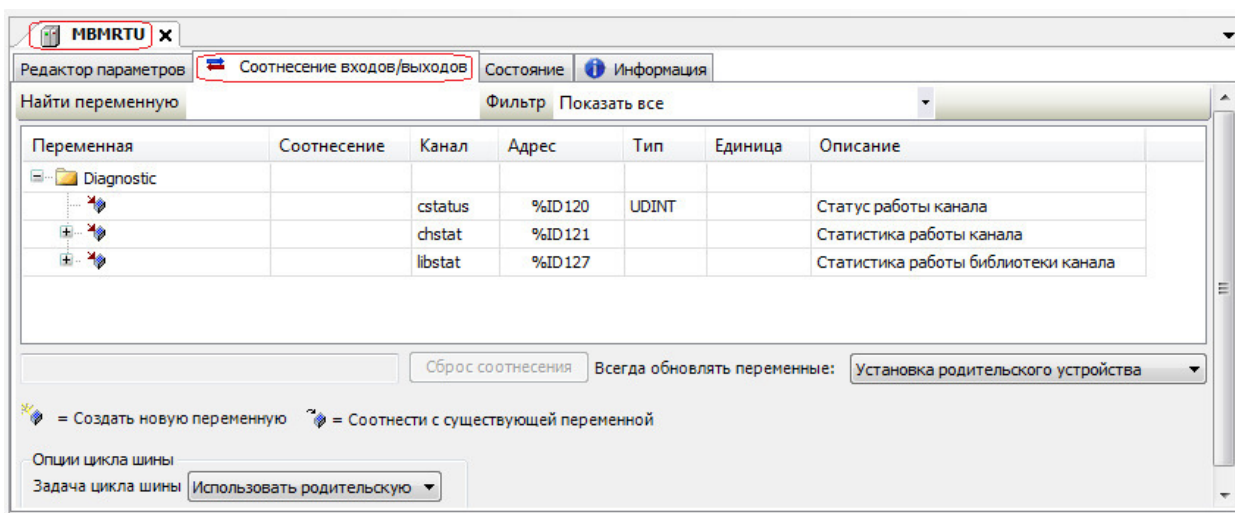 MBMRTU
Редактор параметров Соотнесение входов/выходов Состояние Информация
Найти переменную Фильтр Показать все
Переменная Соотнесение Канал Адрес Тип Единица Описание
Diagnostic
cstatus %ID120 UDINT Статус работы канала
chstat %ID121 Статистика работы канала
libstat %ID127 Статистика работы библиотеки канала
Сброс соотнесения Всегда обновлять переменные: Установка родительского устройства
= Создать новую переменную = Соотнести с существующей переменной
Опции цикла шины
Задача цикла шины Использовать родительскую